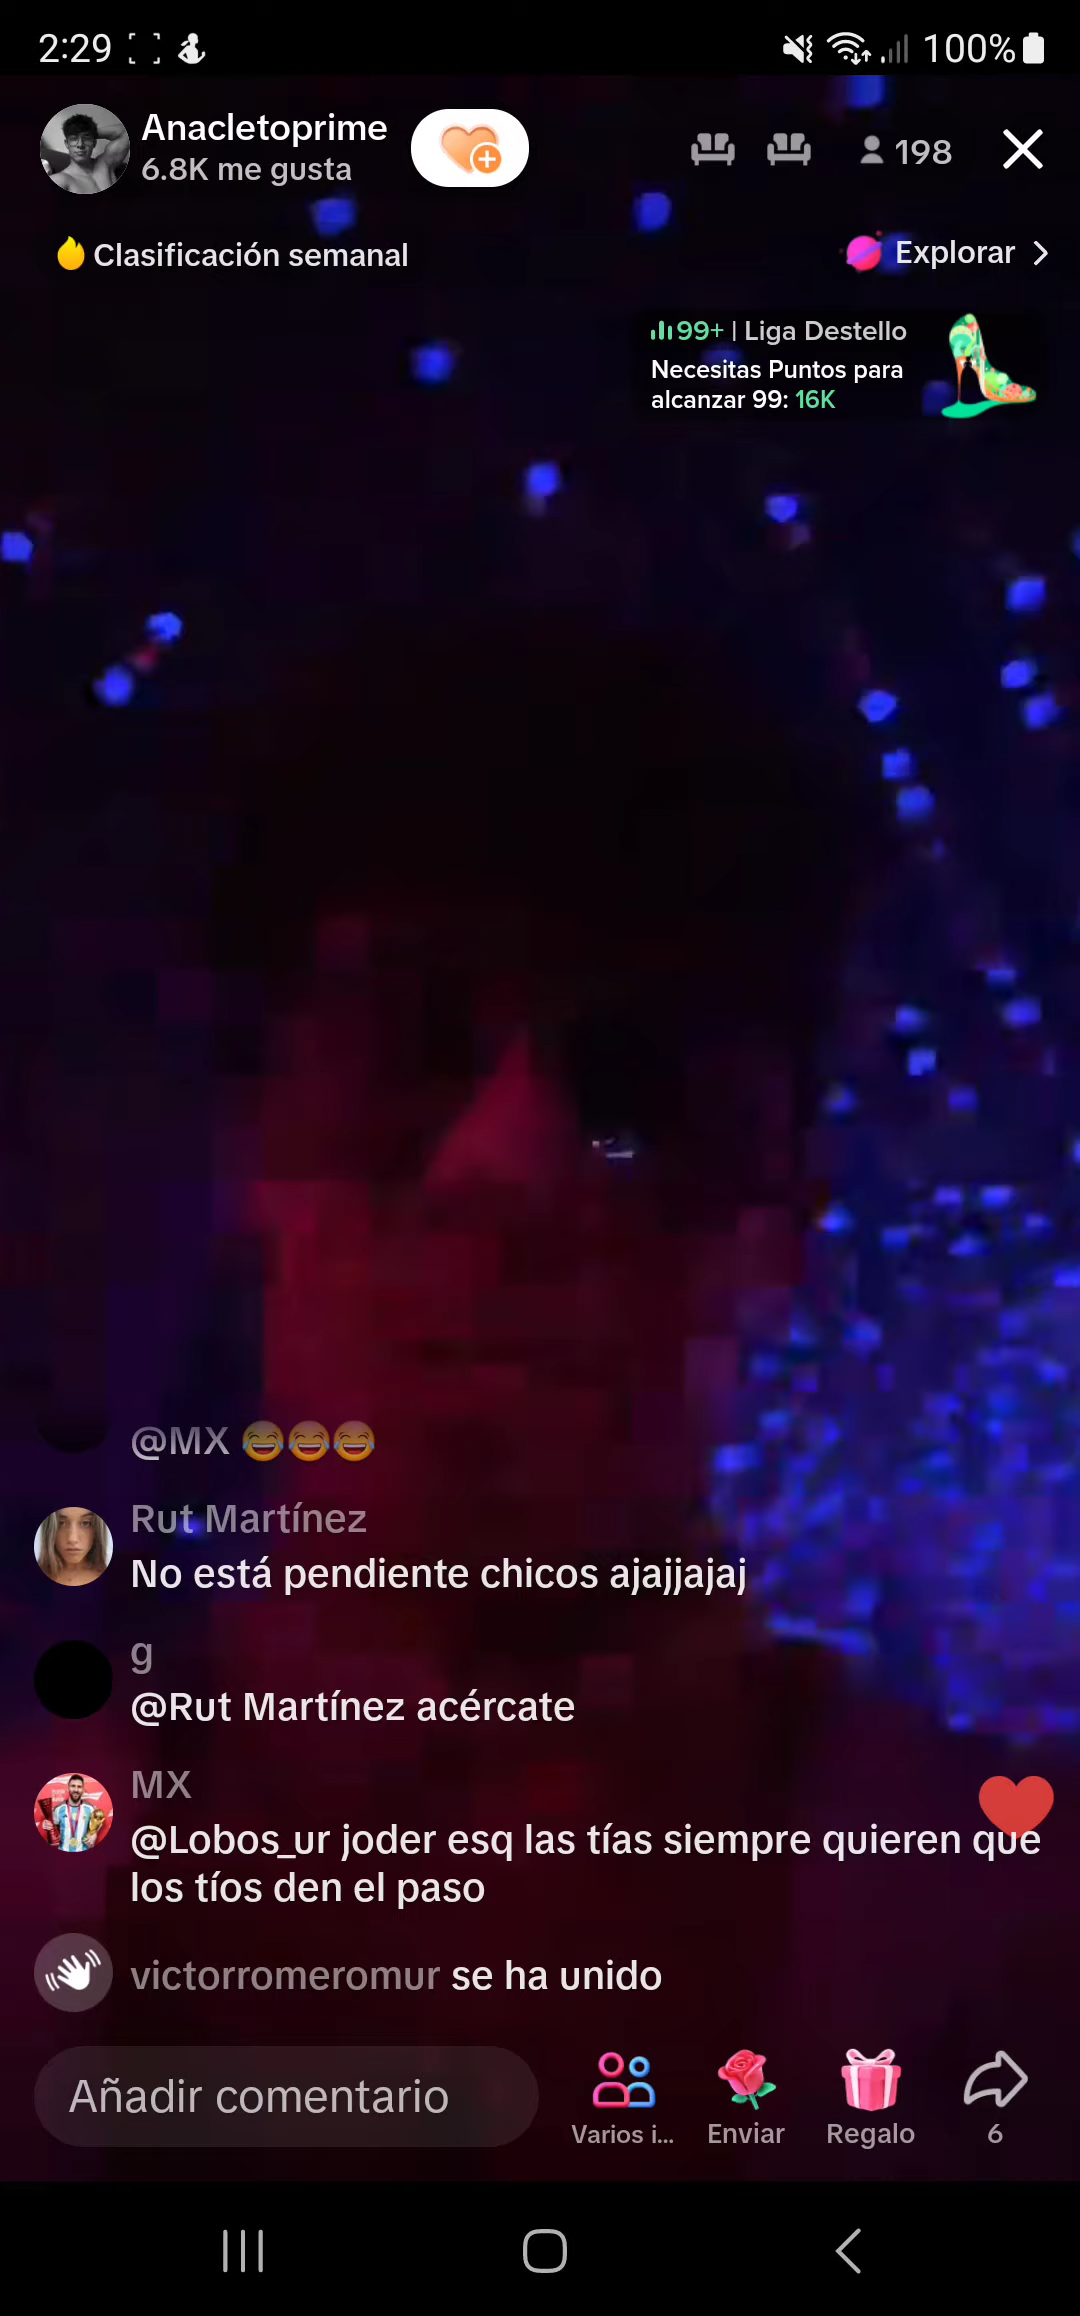 2:29
100%
Anacletoprime
6.8K me gusta
198
Clasificación semanal
Explorar
99+ | Liga Destello
Necesitas Puntos para
alcanzar 99: 16K
@MX 😂😂😂
Rut Martínez
No está pendiente chicos ajajjajaj
g
@Rut Martínez acércate
MX
@Lobos_ur joder esq las tías siempre quieren que
los tíos den el paso
victorromeromur se ha unido
Añadir comentario
Varios i...
Enviar
Regalo
6